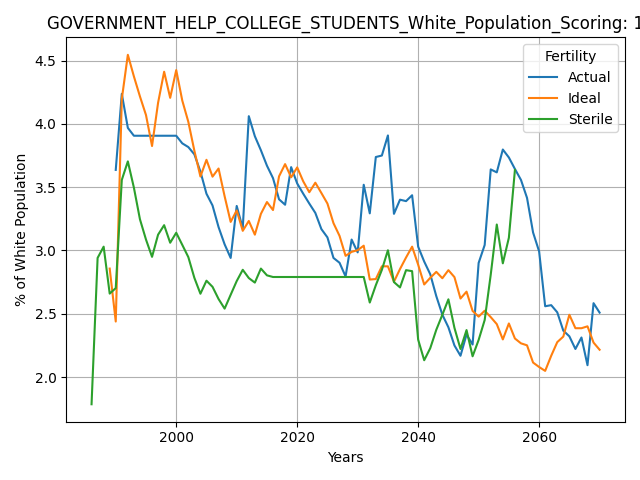 GOVERNMENT_HELP_COLLEGE_STUDENTS_White_Population_Scoring: 1
Fertility
Actual
Ideal
Sterile
% of White Population
4.5
4.0
3.5
3.0
2.5
2.0
2000
2020
2040
2060
Years